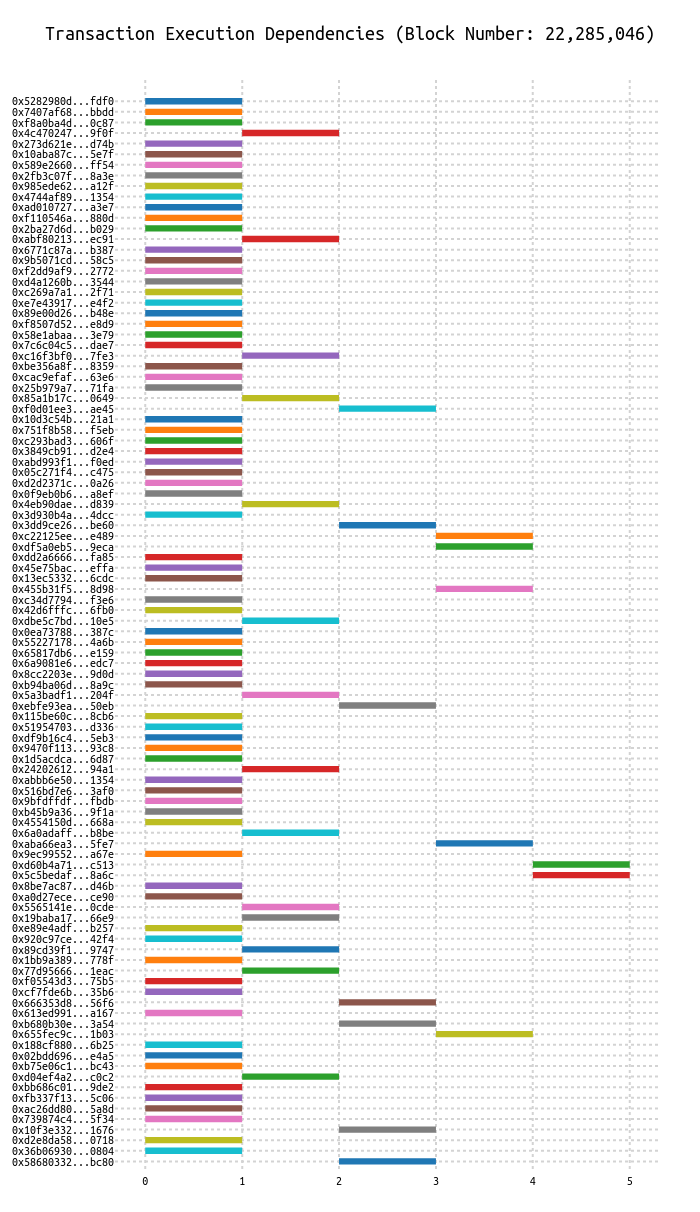 Transaction Execution Dependencies (Block Number: 22,285,046)
0x5282980d...fdf0
0x7407af68...bbdd
0xf8a0ba4d...0c87
0x4c470247...9f0f
0x273d621e...d74b
0x10aba87c...5e7f
0x589e2660...ff54
0x2fb3c07f...8a3e
0x985ede62...a12f
0x4744af89...1354
0xad010727...a3e7
0xf110546a...880d
0x2ba27d6d...b029
0xabf80213...ec91
0x6771c87a...b387
0x9b5071cd...58c5
0xf2dd9af9...2772
0xd4a1260b...3544
0xc269a7a1...2f71
0xe7e43917...e4f2
0x89e00d26...b48e
0xf8507d52...e8d9
0x58e1abaa...3e79
0x7c6c04c5...dae7
0xc16f3bf0...7fe3
0xbe356a8f...8359
0xcac9efaf...63e6
0x25b979a7...71fa
0x85a1b17c...0649
0xf0d01ee3...ae45
0x10d3c54b...21a1
0x751f8b58...f5eb
0xc293bad3...606f
0x3849cb91...d2e4
0xabd993f1...f0ed
0x05c271f4...c475
0xd2d2371c...0a26
0x0f9eb0b6...a8ef
0x4eb90dae...d839
0x3d930b4a...4dcc
0x3dd9ce26...be60
0xc22125ee...e489
0xdf5a0eb5...9eca
0xdd2a6666...fa85
0x45e75bac...effa
0x13ec5332...6cdc
0x455b31f5...8d98
0xc34d7794...f3e6
0x42d6fffc...6fb0
0xdbe5c7bd...10e5
0x0ea73788...387c
0x55227178...4a6b
0x65817db6...e159
0x6a9081e6...edc7
0x8cc2203e...9d0d
0xb94ba06d...8a9c
0x5a3badf1...204f
0xebfe93ea...50eb
0x115be60c...8cb6
0x51954703...d336
0xdf9b16c4...5eb3
0x9470f113...93c8
0x1d5acdca...6d87
0x24202612...94a1
0xabbb6e50...1354
0x516bd7e6...3af0
0x9bfdffdf...fbdb
0xb45b9a36...9f1a
0x4554150d...668a
0x6a0adaff...b8be
0xaba66ea3...5fe7
0x9ec99552...a67e
0xd60b4a71...c513
0x5c5bedaf...8a6c
0x8be7ac87...d46b
0xa0d27ece...ce90
0x5565141e...0cde
0x19baba17...66e9
0xe89e4adf...b257
0x920c97ce...42f4
0x89cd39f1...9747
0x1bb9a389...778f
0x77d95666...1eac
0xf05543d3...75b5
0xcf7fde6b...35b6
0x666353d8...56f6
0x613ed991...a167
0xb680b30e...3a54
0x655fec9c...1b03
0x188cf880...6b25
0x02bdd696...e4a5
0xb75e06c1...bc43
0xd04ef4a2...c0c2
0xbb686c01...9de2
0xfb337f13...5c06
0xac26dd80...5a8d
0x739874c4...5f34
0x10f3e332...1676
0xd2e8da58...0718
0x36b06930...0804
0x58680332...bc80
0 1 2 3 4 5